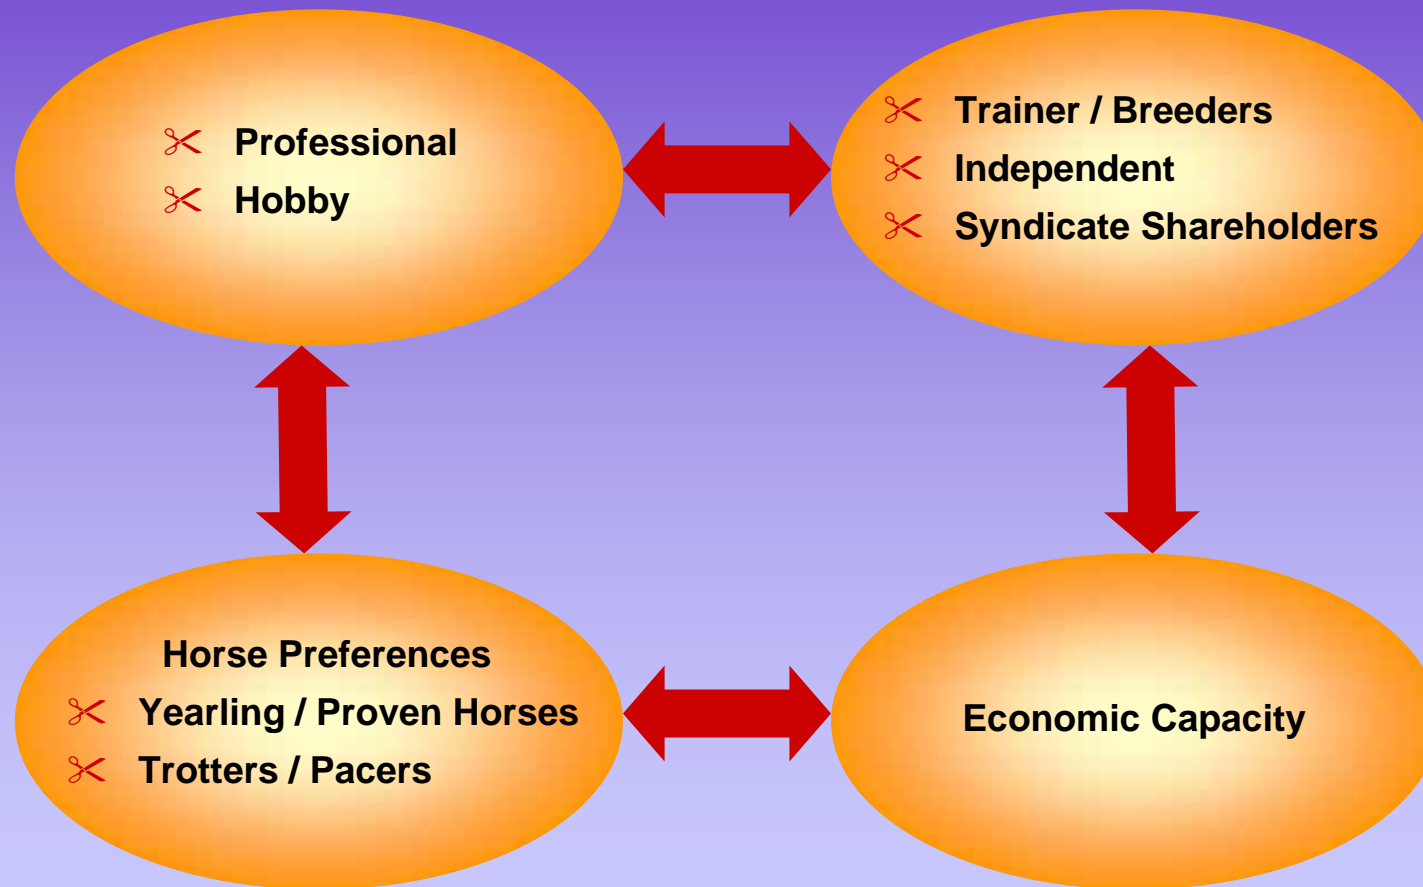 Professional
Hobby
Trainer / Breeders
Independent
Syndicate Shareholders
Horse Preferences
Yearling / Proven Horses
Trotters / Pacers
Economic Capacity